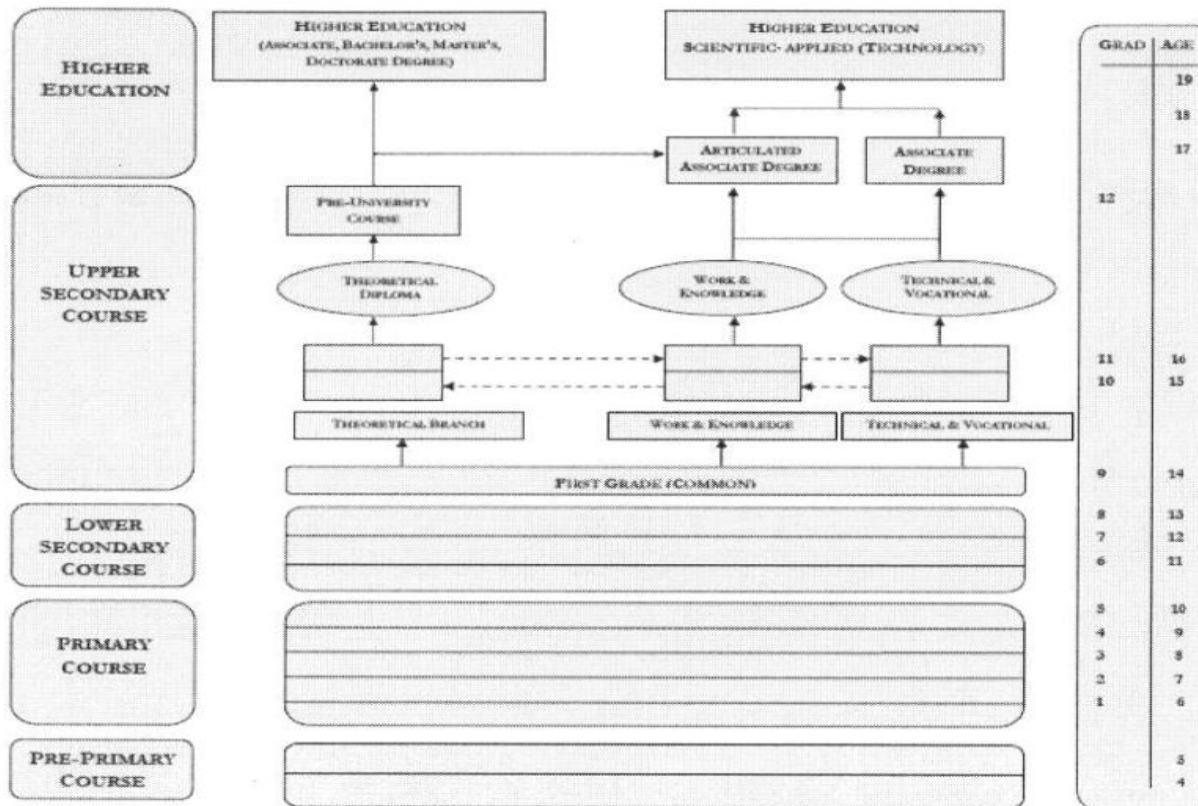 HIGHER EDUCATION
(ASSOCIATE, BACHELOR'S, MASTER'S,
DOCTORATE DEGREE)
HIGHER EDUCATION
SCIENTIFIC- APPLIED (TECHNOLOGY)
GRAD AGE
HIGHER
EDUCATION
19
18
ARTICULATED
ASSOCIATE DEGREE
ASSOCIATE
DEGREE
17
PRE-UNIVERSITY
COURSE
12
UPPER
SECONDARY
COURSE
THEORETICAL
DIPLOMA
WORK &
KNOWLEDGE
TECHNICAL &
VOCATIONAL
11 16
10 15
THEORETICAL BRANCH
WORK & KNOWLEDGE
TECHNICAL & VOCATIONAL
FIRST GRADE (COMMON)
9 14
LOWER
SECONDARY
COURSE
8 13
7 12
6 11
PRIMARY
COURSE
5 10
4 9
3 8
2 7
1 6
PRE-PRIMARY
COURSE
5
4